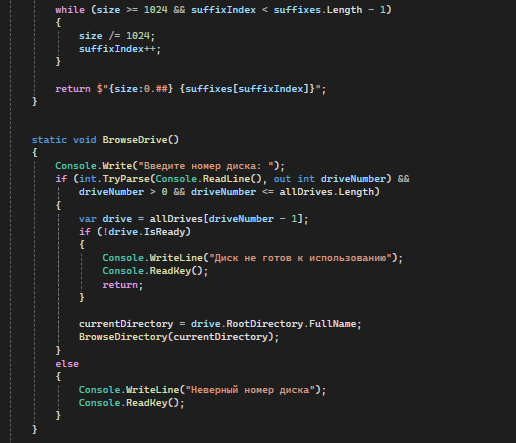 while (size >= 1024 && suffixIndex < suffixes.Length - 1)
{
size /= 1024;
suffixIndex++;
}
return $"{size:0.##} {suffixes[suffixIndex]}";
}
static void BrowseDrive()
{
Console.Write("Введите номер диска: ");
if (int.TryParse(Console.ReadLine(), out int driveNumber) &&
driveNumber > 0 && driveNumber <= allDrives.Length)
{
var drive = allDrives[driveNumber - 1];
if (!drive.IsReady)
{
Console.WriteLine("Диск не готов к использованию");
Console.ReadKey();
return;
}
currentDirectory = drive.RootDirectory.FullName;
BrowseDirectory(currentDirectory);
}
else
{
Console.WriteLine("Неверный номер диска");
Console.ReadKey();
}
}